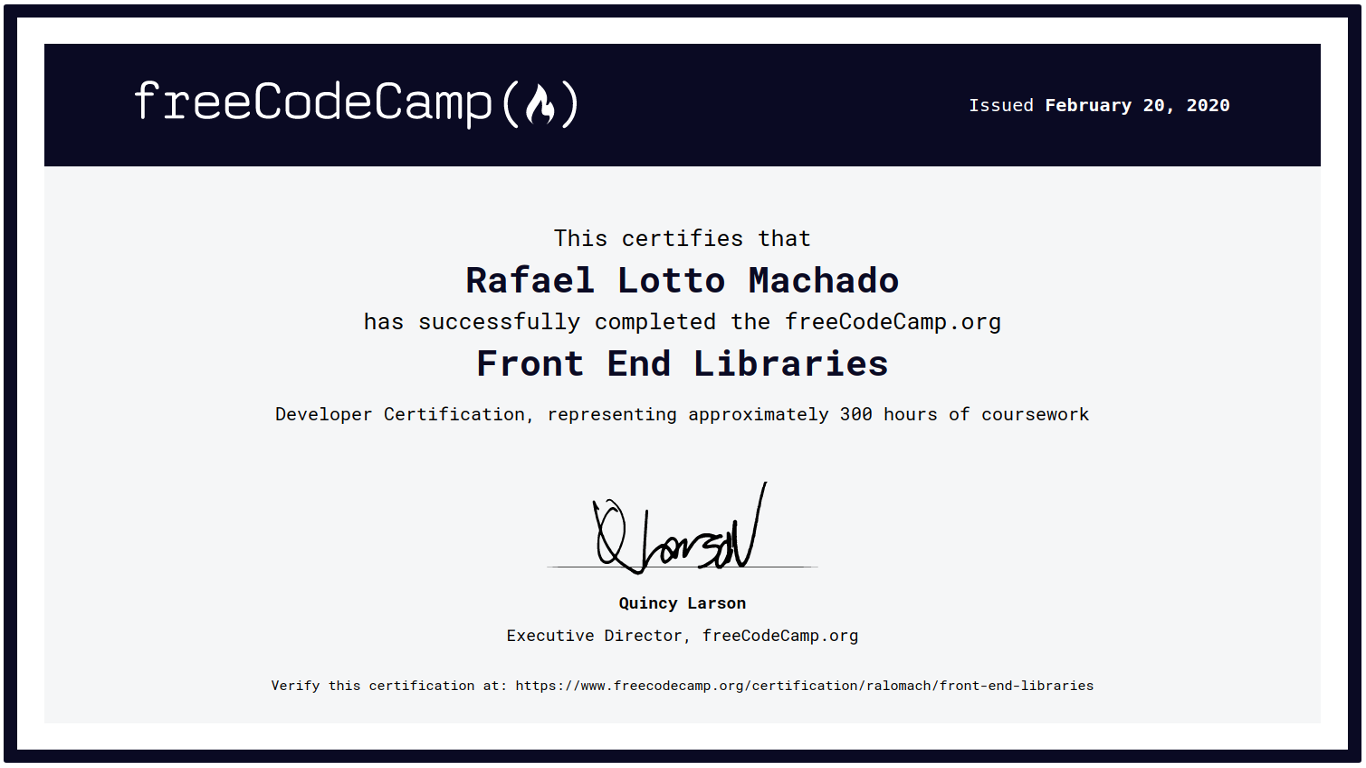 freeCodeCamp(🔥)
Issued February 20, 2020
This certifies that
Rafael Lotto Machado
has successfully completed the freeCodeCamp.org
Front End Libraries
Developer Certification, representing approximately 300 hours of coursework
Q Larson
Quincy Larson
Executive Director, freeCodeCamp.org
Verify this certification at: https://www.freecodecamp.org/certification/ralomach/front-end-libraries